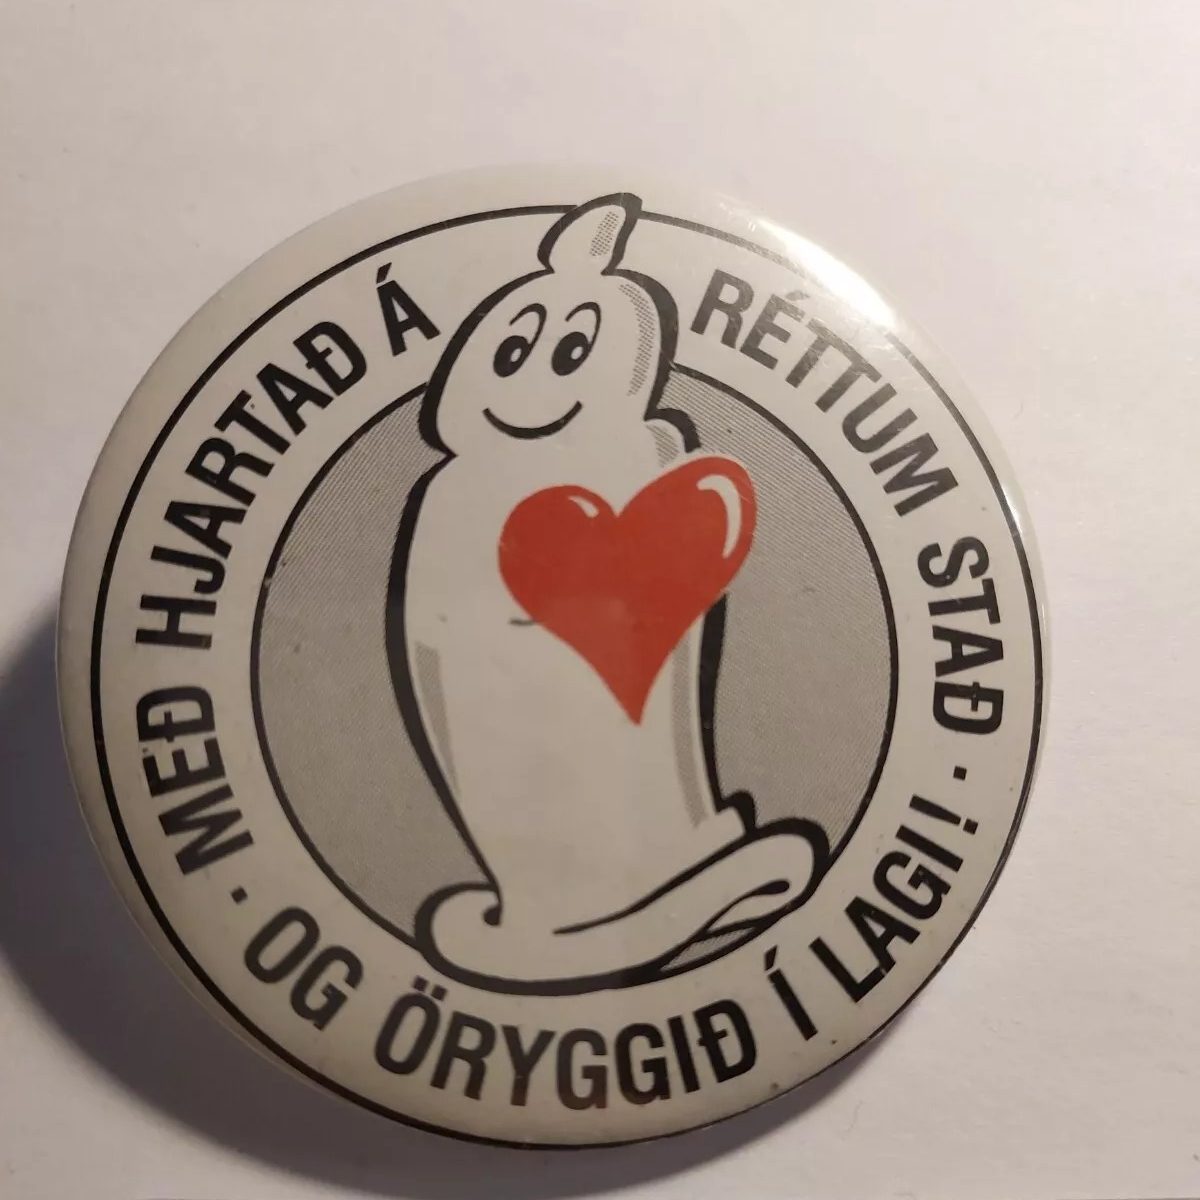 · MEÐ HJARTAÐ Á RÉTTUM STAÐ ·
OG ÖRYGGIÐ Í LAGI!